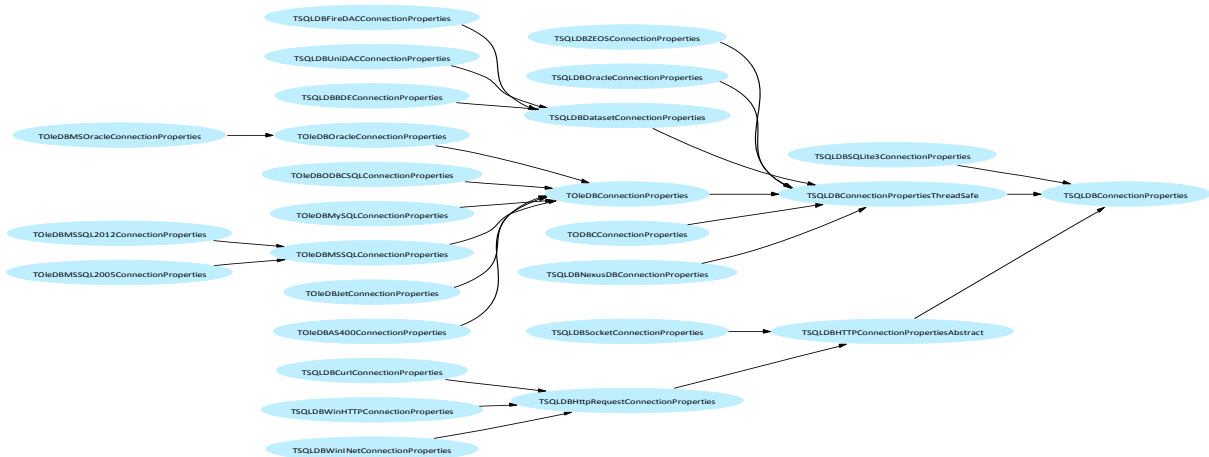 TSQLDBFireDACConnectionProperties
TSQLDBZEOSConnectionProperties
TSQLDBUniDACConnectionProperties
TSQLDBOracleConnectionProperties
TSQLDBBDEConnectionProperties
TSQLDBDatasetConnectionProperties
TOleDBMSOracleConnectionProperties
TOleDBOracleConnectionProperties
TSQLDBSQLite3ConnectionProperties
TOleDBODBCSQLConnectionProperties
TOleDBConnectionProperties
TSQLDBConnectionPropertiesThreadSafe
TSQLDBConnectionProperties
TOleDBMySQLConnectionProperties
TOleDBMSSQL2012ConnectionProperties
TODBCConnectionProperties
TOleDBMSSQLConnectionProperties
TOleDBMSSQL2005ConnectionProperties
TSQLDBNexusDBConnectionProperties
TOleDBJetConnectionProperties
TOleDBAS400ConnectionProperties
TSQLDBSocketConnectionProperties
TSQLDBHTTPConnectionPropertiesAbstract
TSQLDBCurlConnectionProperties
TSQLDBHttpRequestConnectionProperties
TSQLDBWinHTTPConnectionProperties
TSQLDBWinINetConnectionProperties